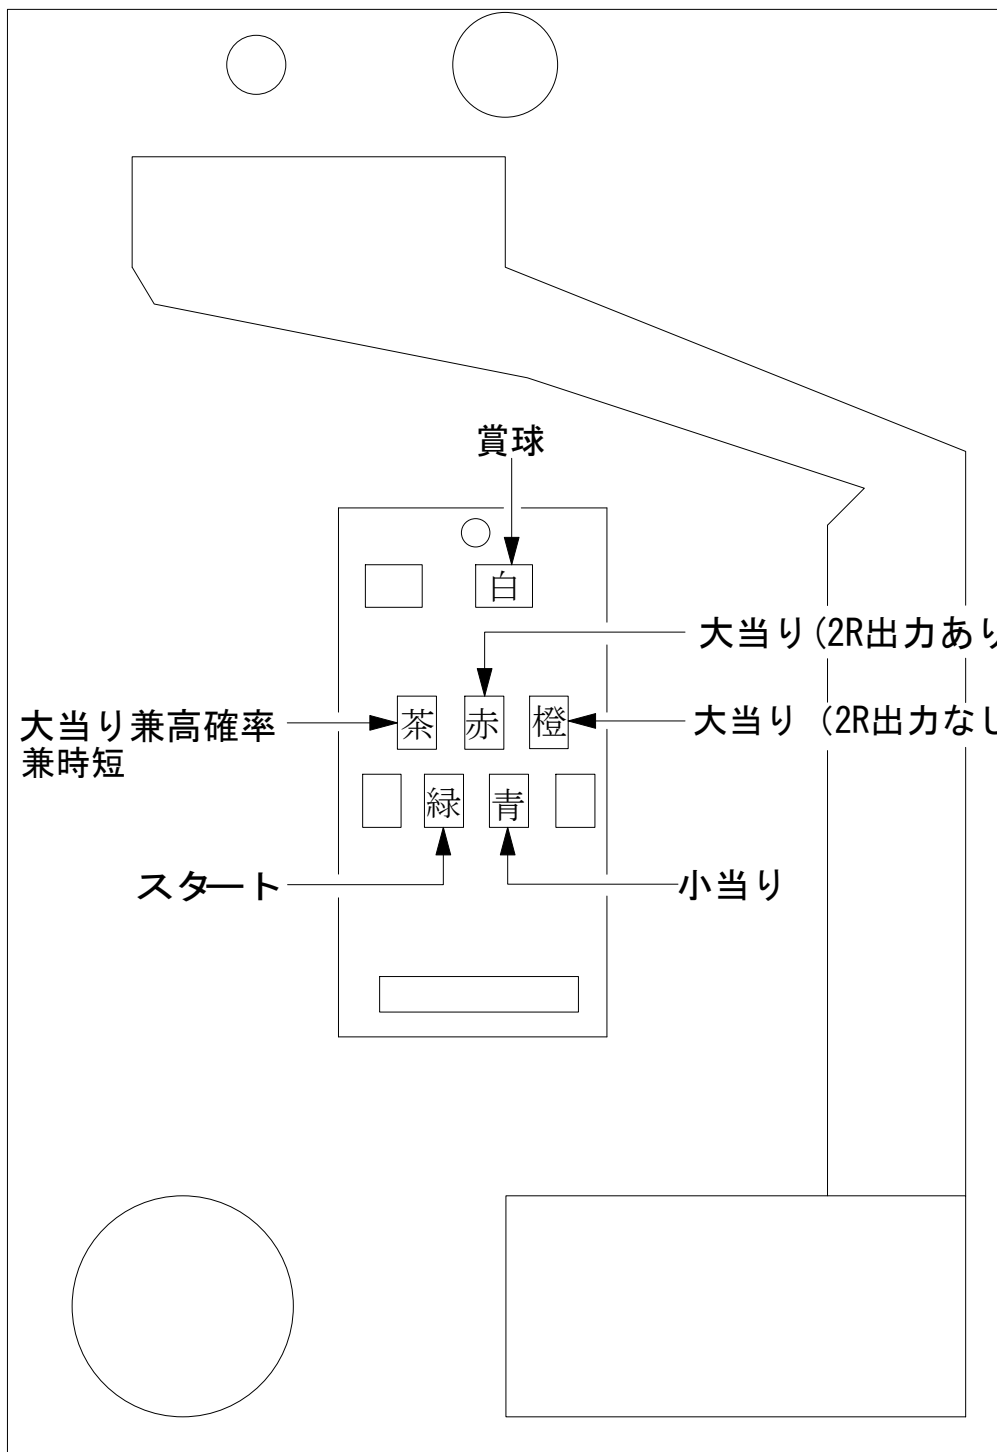 賞球
白
大当り(2R出力あり
大当り兼高確率
兼時短
茶
赤
橙
大当り (2R出力なし
緑
青
スタート
小当り